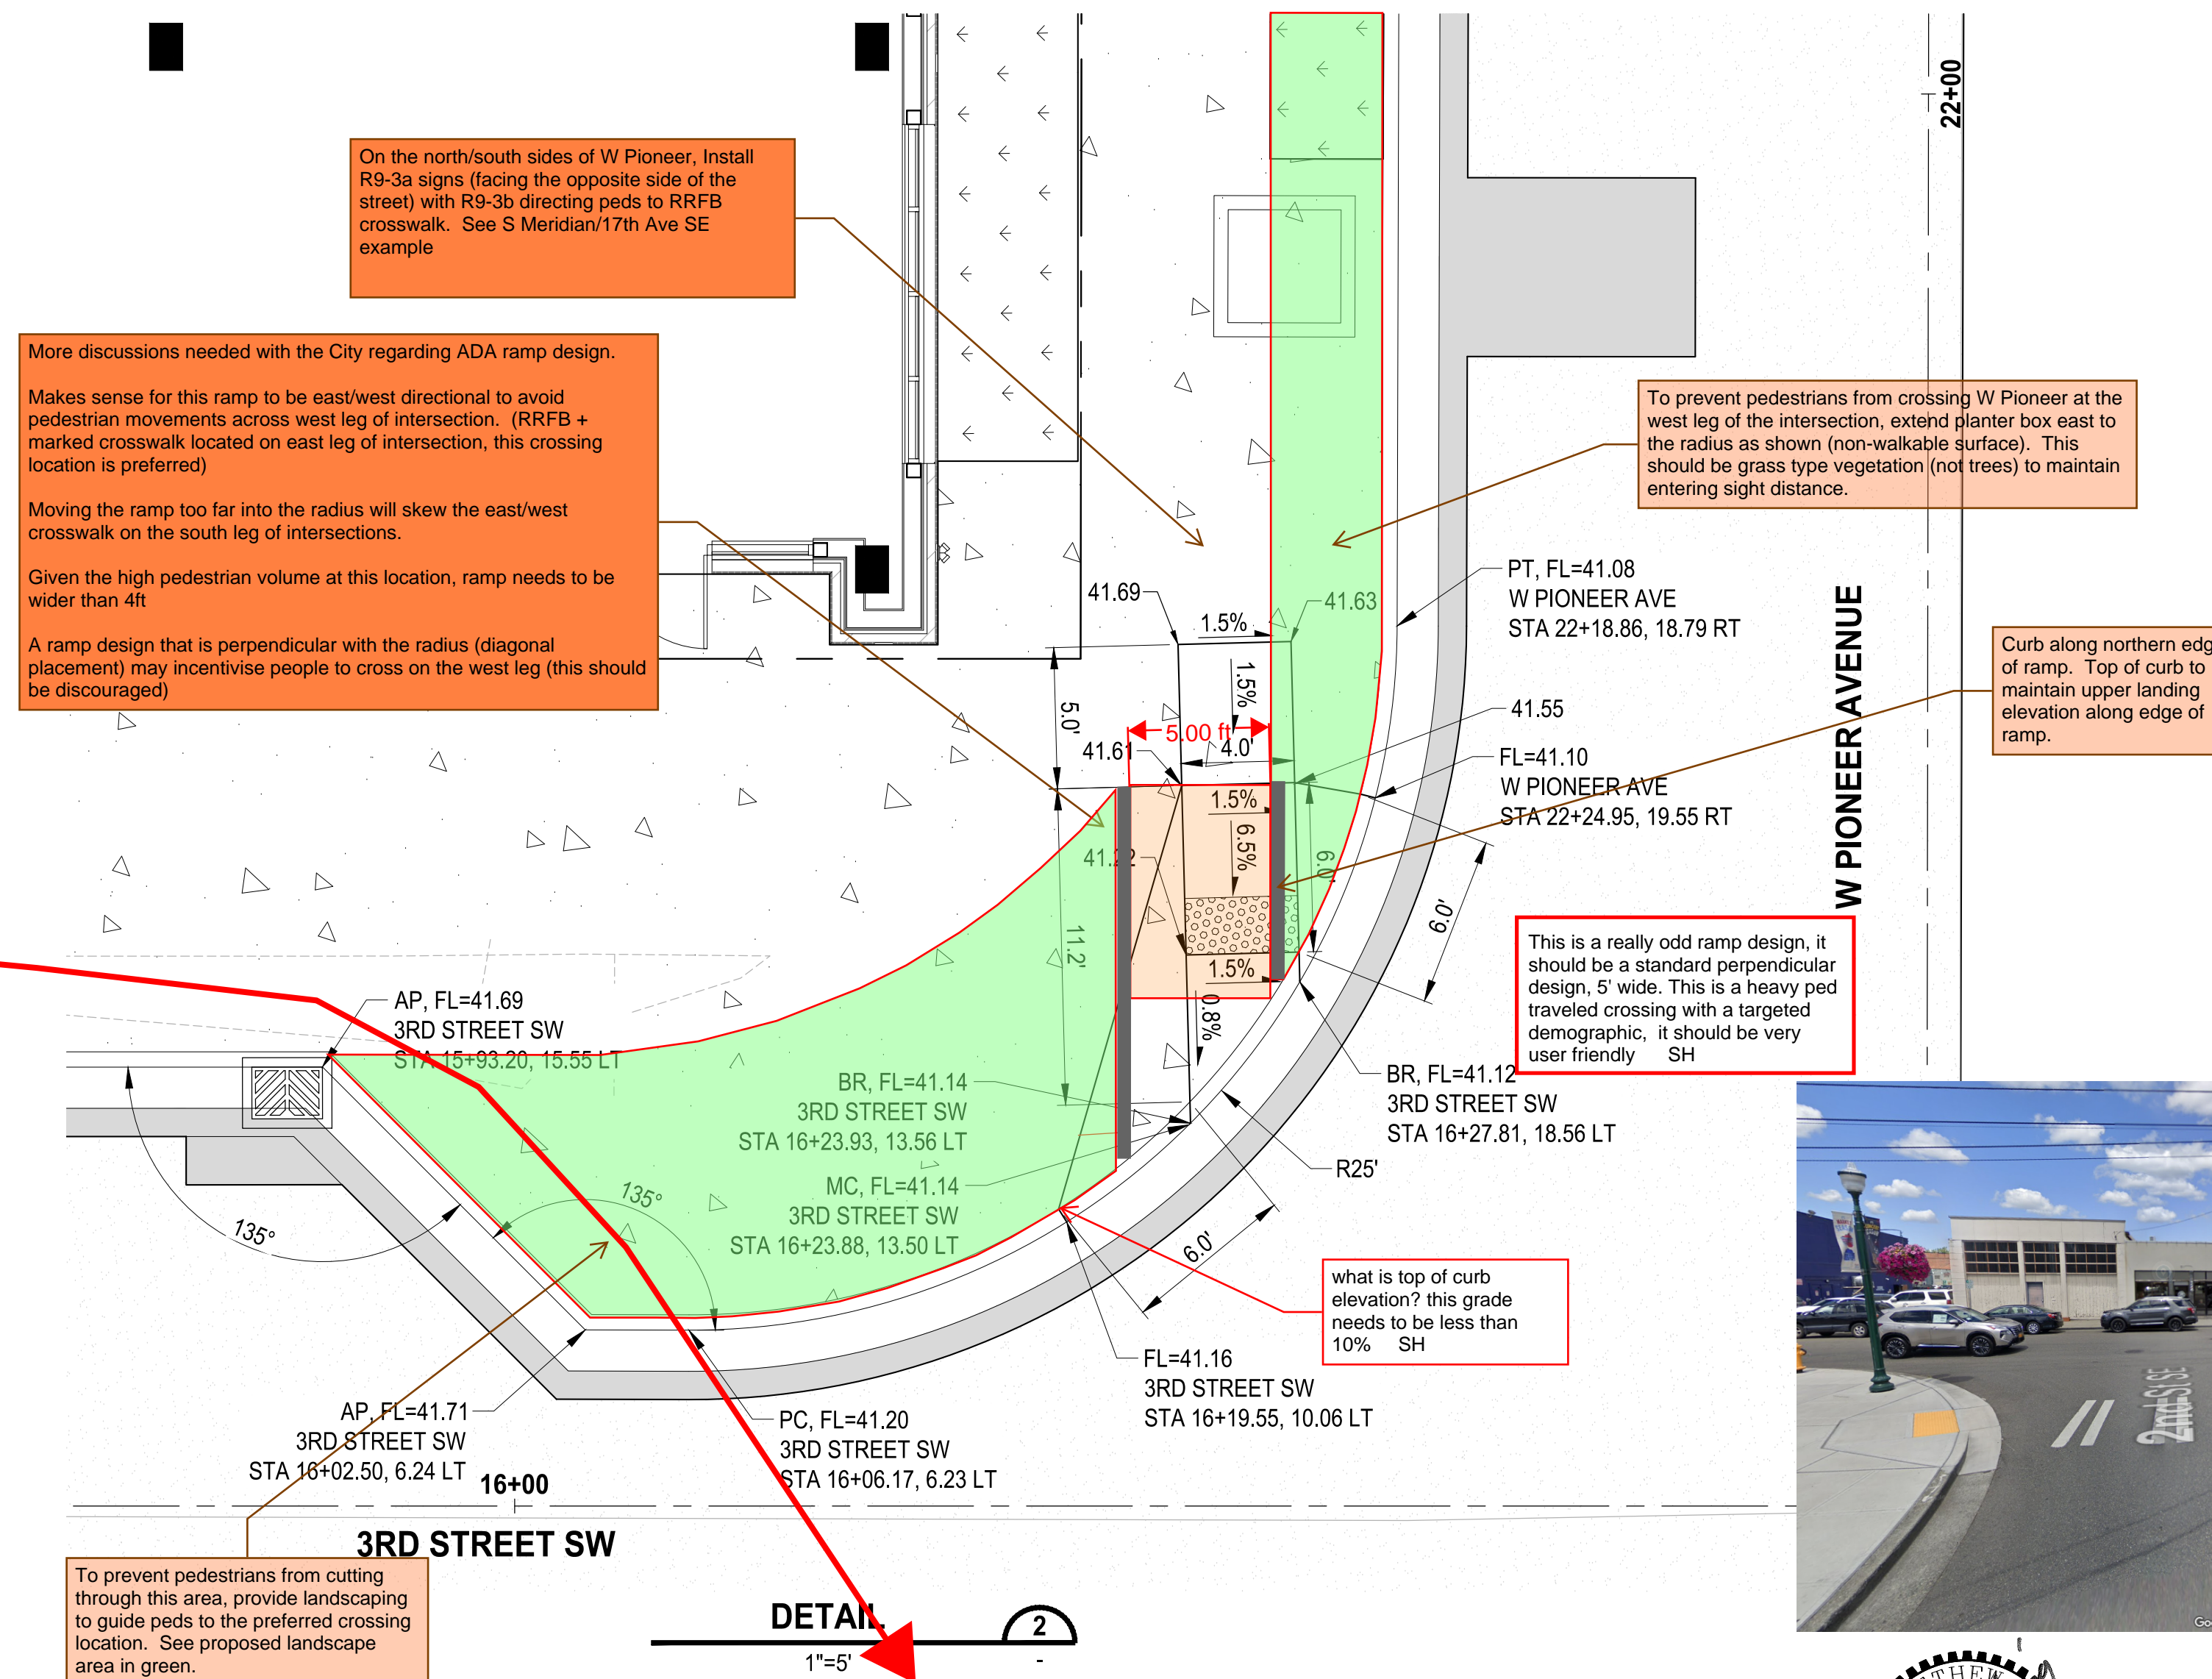 22+00
On the north/south sides of W Pioneer, Install
R9-3a signs (facing the opposite side of the
street) with R9-3b directing peds to RRFB
crosswalk.  See S Meridian/17th Ave SE
example
More discussions needed with the City regarding ADA ramp design.
Makes sense for this ramp to be east/west directional to avoid
pedestrian movements across west leg of intersection.  (RRFB +
marked crosswalk located on east leg of intersection, this crossing
location is preferred)
Moving the ramp too far into the radius will skew the east/west
crosswalk on the south leg of intersections.
Given the high pedestrian volume at this location, ramp needs to be
wider than 4ft
A ramp design that is perpendicular with the radius (diagonal
placement) may incentivise people to cross on the west leg (this should
be discouraged)
To prevent pedestrians from crossing W Pioneer at the
west leg of the intersection, extend planter box east to
the radius as shown (non-walkable surface).  This
should be grass type vegetation (not trees) to maintain
entering sight distance.
PT, FL=41.08
W PIONEER AVE
STA 22+18.86, 18.79 RT
W PIONEER AVENUE
Curb along northern edg
of ramp.  Top of curb to
maintain upper landing
elevation along edge of
ramp.
41.69
41.63
1.5%
1.5%
5.0'
41.55
5.00 ft
4.0'
41.61
FL=41.10
W PIONEER AVE
STA 22+24.95, 19.55 RT
1.5%
6.5%
41.22
6.0'
6.0'
11.2'
1.5%
0.8%
This is a really odd ramp design, it
should be a standard perpendicular
design, 5' wide. This is a heavy ped
traveled crossing with a targeted
demographic,  it should be very
user friendly     SH
AP, FL=41.69
3RD STREET SW
STA 15+93.20, 15.55 LT
BR, FL=41.14
3RD STREET SW
STA 16+23.93, 13.56 LT
BR, FL=41.12
3RD STREET SW
STA 16+27.81, 18.56 LT
R25'
MC, FL=41.14
3RD STREET SW
STA 16+23.88, 13.50 LT
135°
135°
6.0'
what is top of curb
elevation? this grade
needs to be less than
10%     SH
FL=41.16
3RD STREET SW
STA 16+19.55, 10.06 LT
AP, FL=41.71
3RD STREET SW
STA 16+02.50, 6.24 LT
PC, FL=41.20
3RD STREET SW
STA 16+06.17, 6.23 LT
16+00
3RD STREET SW
2nd St SE
Go
To prevent pedestrians from cutting
through this area, provide landscaping
to guide peds to the preferred crossing
location.  See proposed landscape
area in green.
DETAIL
2
1"=5'
-
THEW